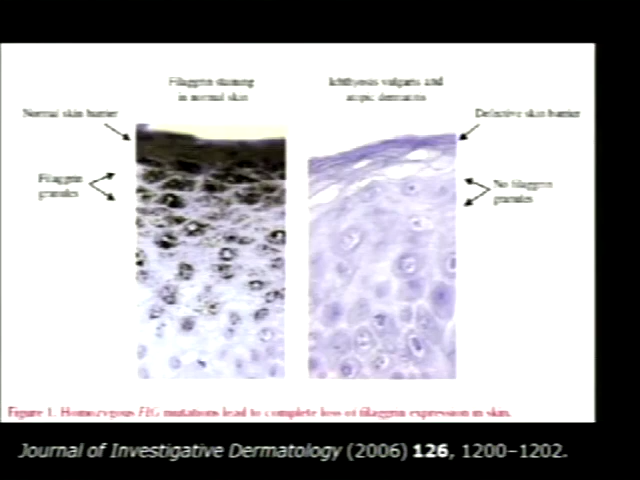 Filaggrin staining
in normal skin
Ichthyosis vulgaris and
atopic dermatitis
Normal skin barrier
Defective skin barrier
Filaggrin
granules
No filaggrin
granules
Figure 1. Homozygous FLG mutations lead to complete loss of filaggrin expression in skin.
Journal of Investigative Dermatology (2006) 126, 1200–1202.